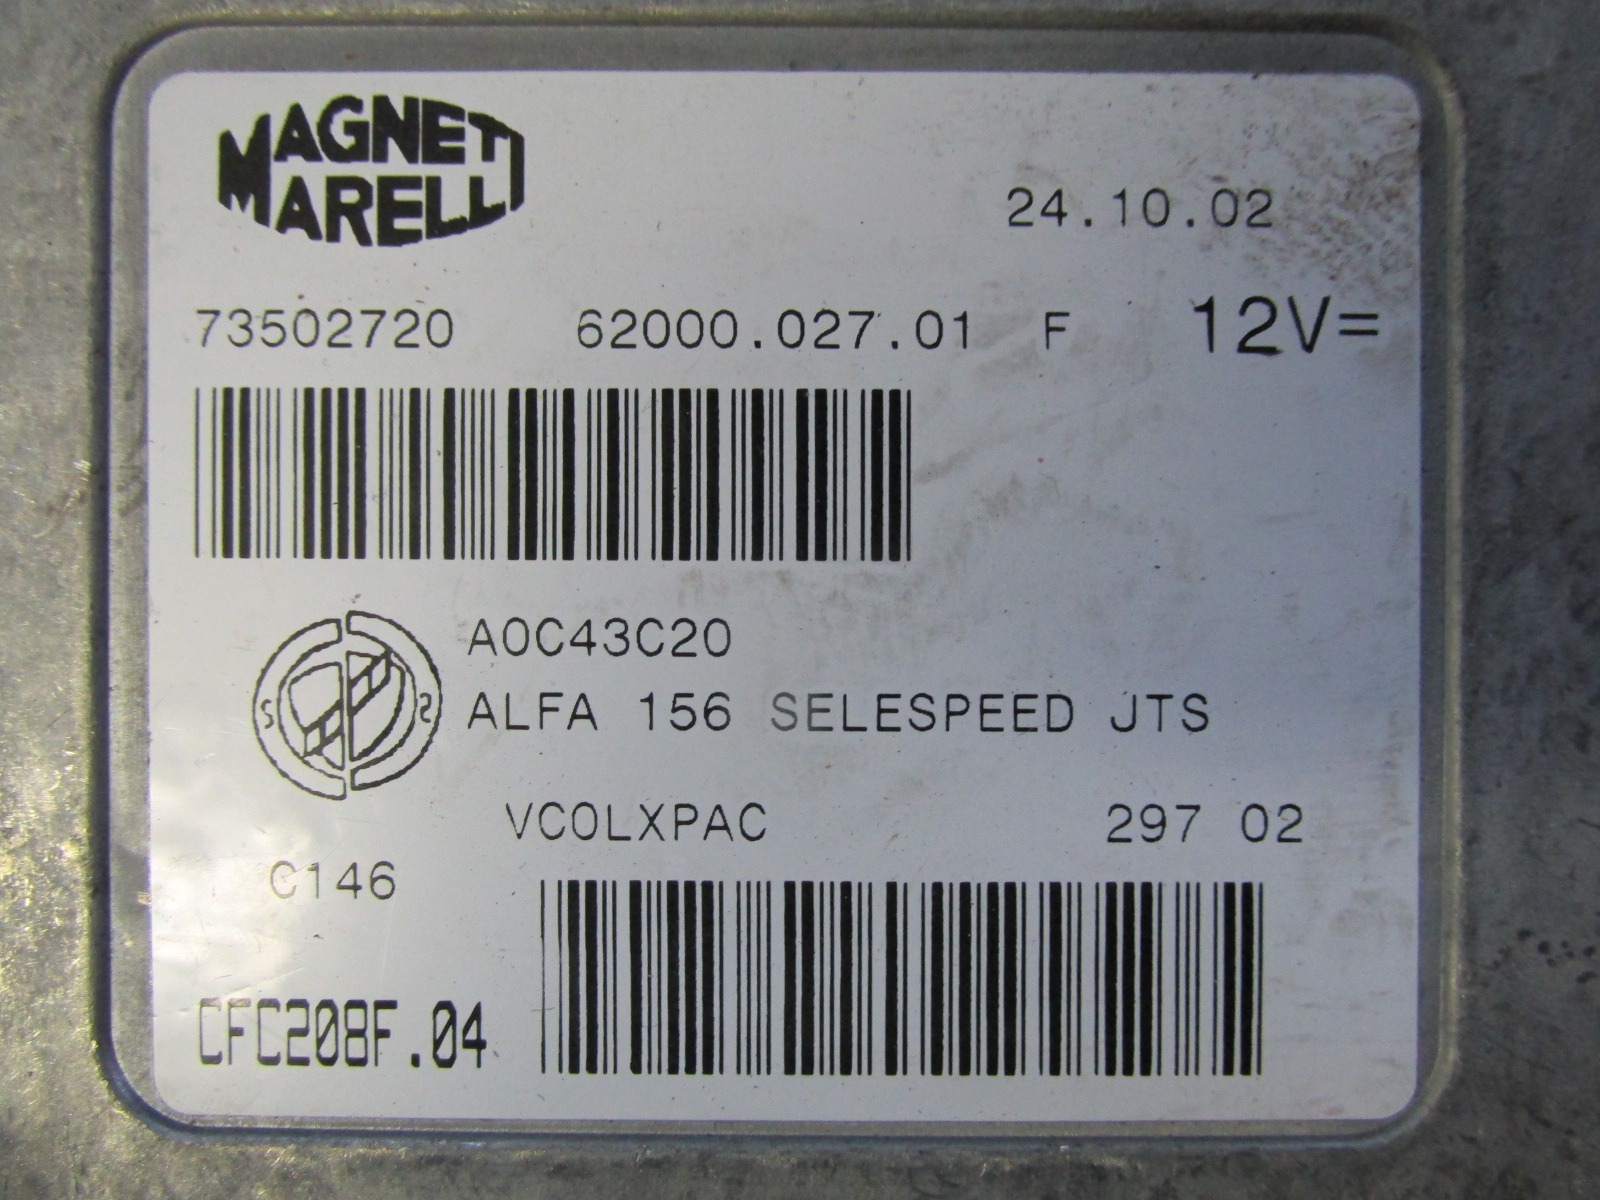 MAGNETI
MARELLI
24.10.02
73502720 62000.027.01 F 12V=
A0C43C20
ALFA 156 SELESPEED JTS
VC0LXPAC 297 02
C146
CFC208F.04